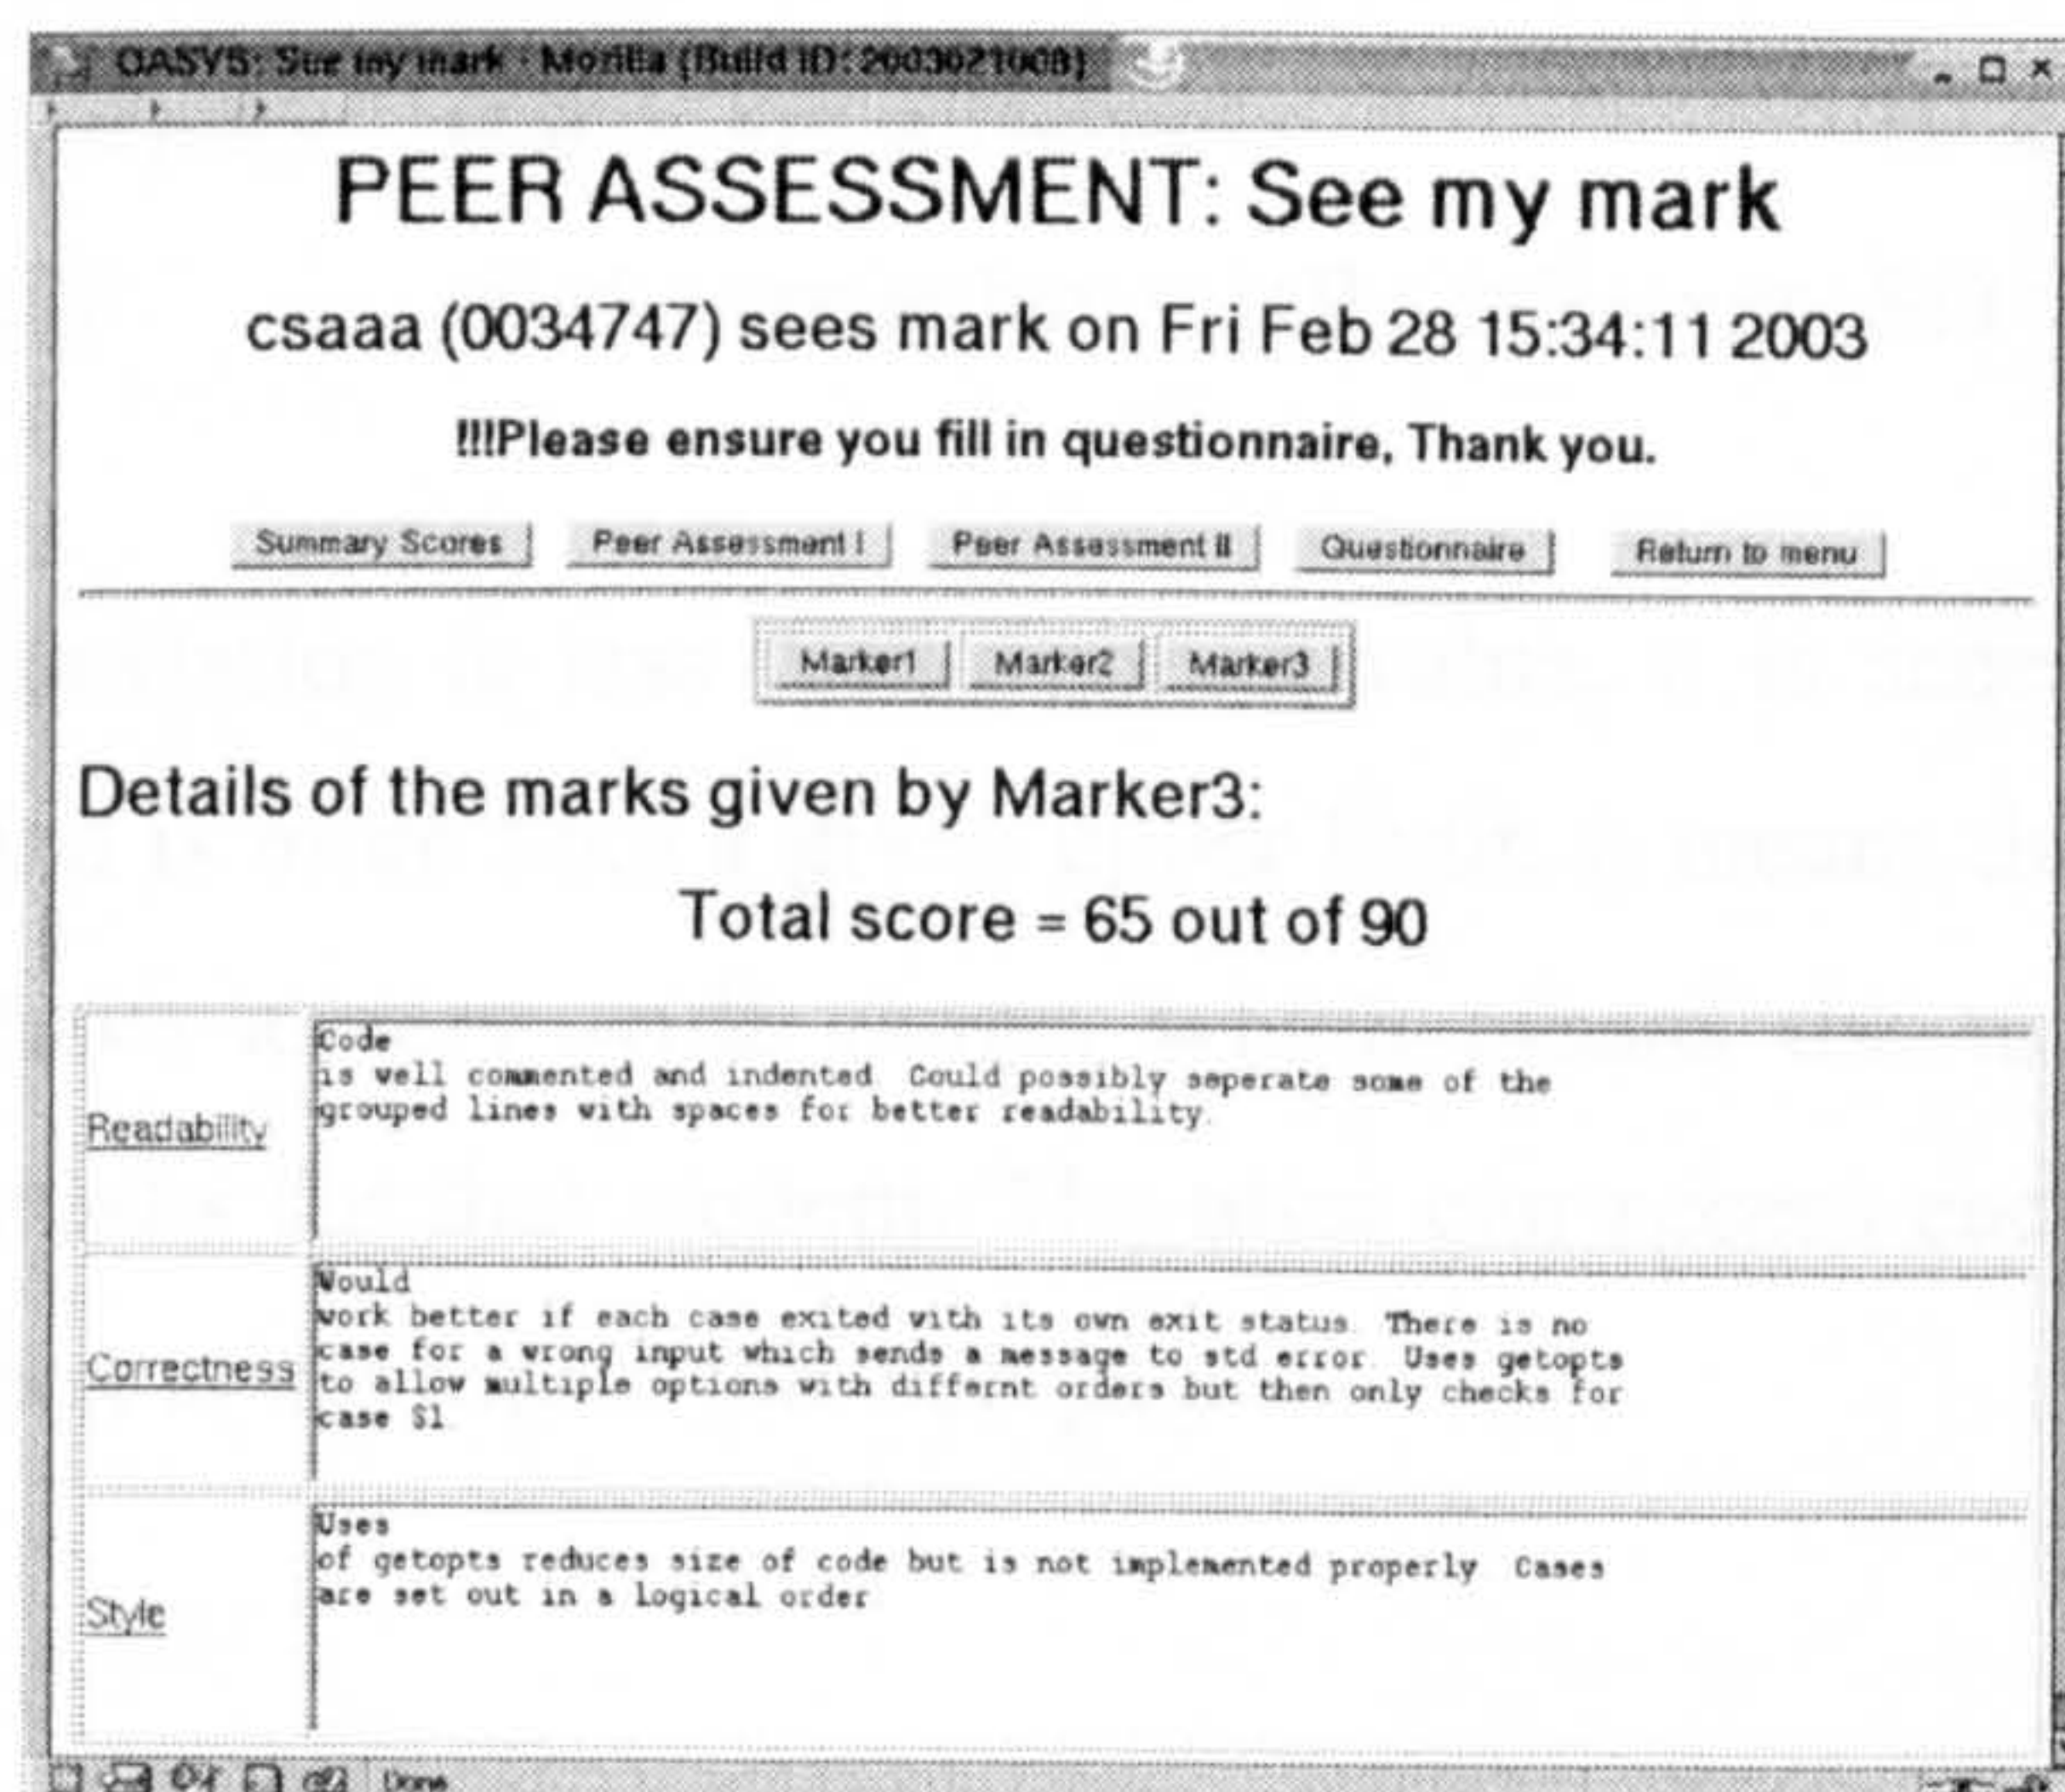 OASYS: See my mark - Mozilla {Build ID: 2003021008}
PEER ASSESSMENT: See my mark
csaaa (0034747) sees mark on Fri Feb 28 15:34:11 2003
!!!Please ensure you fill in questionnaire, Thank you.
Summary Scores Peer Assessment I Peer Assessment II Questionnaire Return to menu
Marker1 Marker2 Marker3
Details of the marks given by Marker3:
Total score = 65 out of 90
Readability
Code
is well commented and indented Could possibly seperate some of the
grouped lines with spaces for better readability.
Correctness
Would
work better if each case exited with its own exit status. There is no
case for a wrong input which sends a message to std error. Uses getopts
to allow multiple options with differnt orders but then only checks for
case $1
Style
Uses
of getopts reduces size of code but is not implemented properly Cases
are set out in a logical order
Done